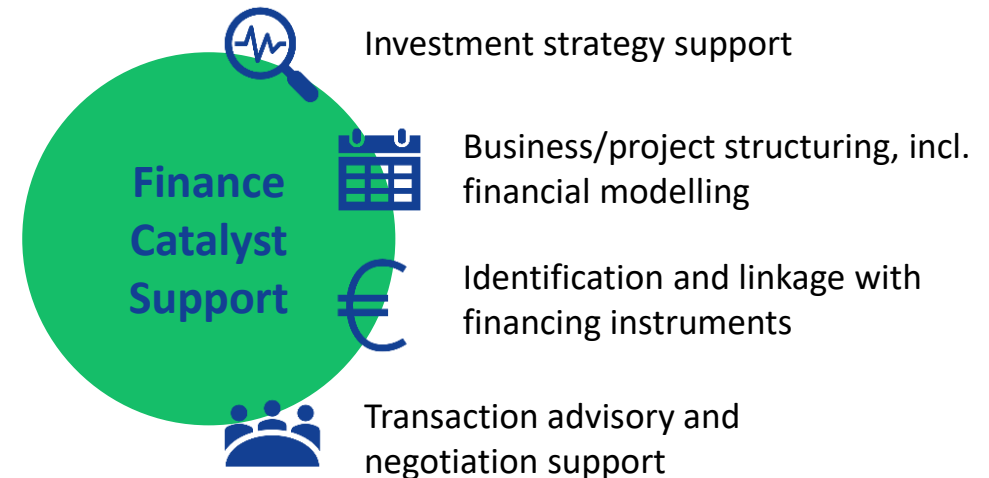 Investment strategy support
Business/project structuring, incl.
financial modelling
Finance
Catalyst
Support
Identification and linkage with
financing instruments
Transaction advisory and
negotiation support